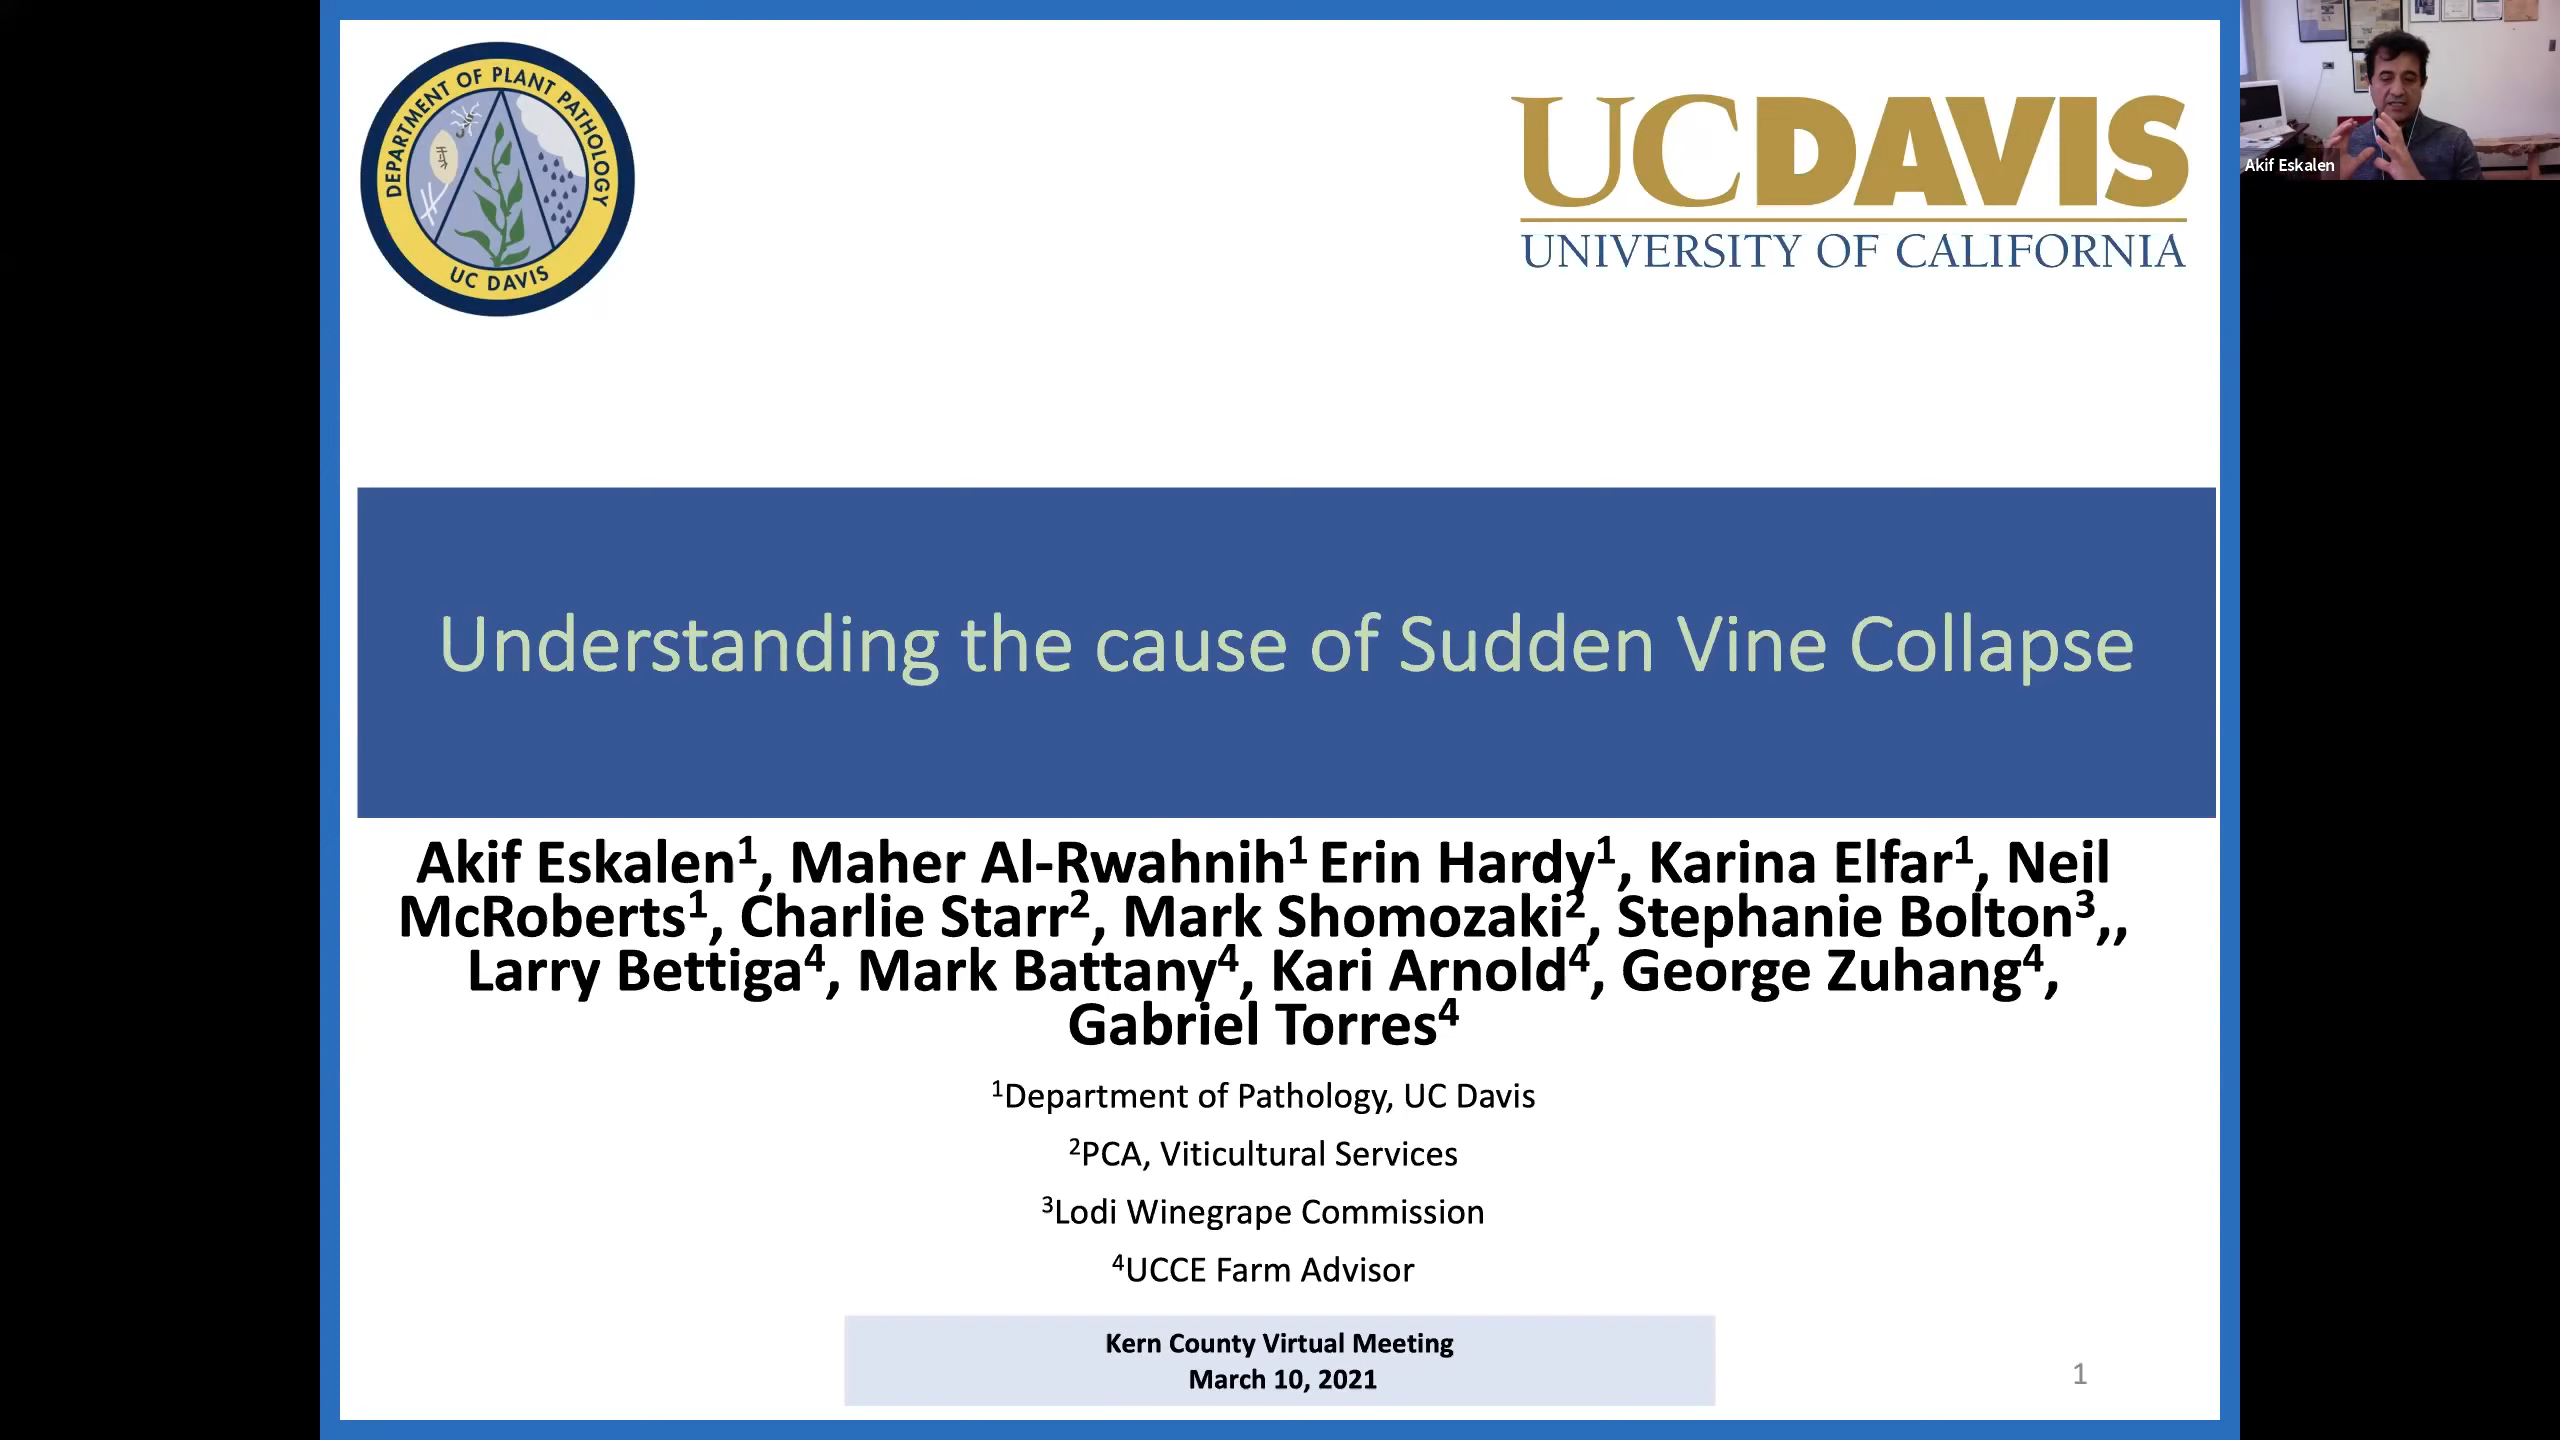 DEPARTMENT OF PLANT PATHOLOGY
UC DAVIS
UCDAVIS
UNIVERSITY OF CALIFORNIA
Akif Eskalen
Understanding the cause of Sudden Vine Collapse
Akif Eskalen¹, Maher Al-Rwahnih¹ Erin Hardy¹, Karina Elfar¹, Neil
McRoberts¹, Charlie Starr², Mark Shomozaki², Stephanie Bolton³,,
Larry Bettiga⁴, Mark Battany⁴, Kari Arnold⁴, George Zuhang⁴,
Gabriel Torres⁴
¹Department of Pathology, UC Davis
²PCA, Viticultural Services
³Lodi Winegrape Commission
⁴UCCE Farm Advisor
Kern County Virtual Meeting
March 10, 2021
1